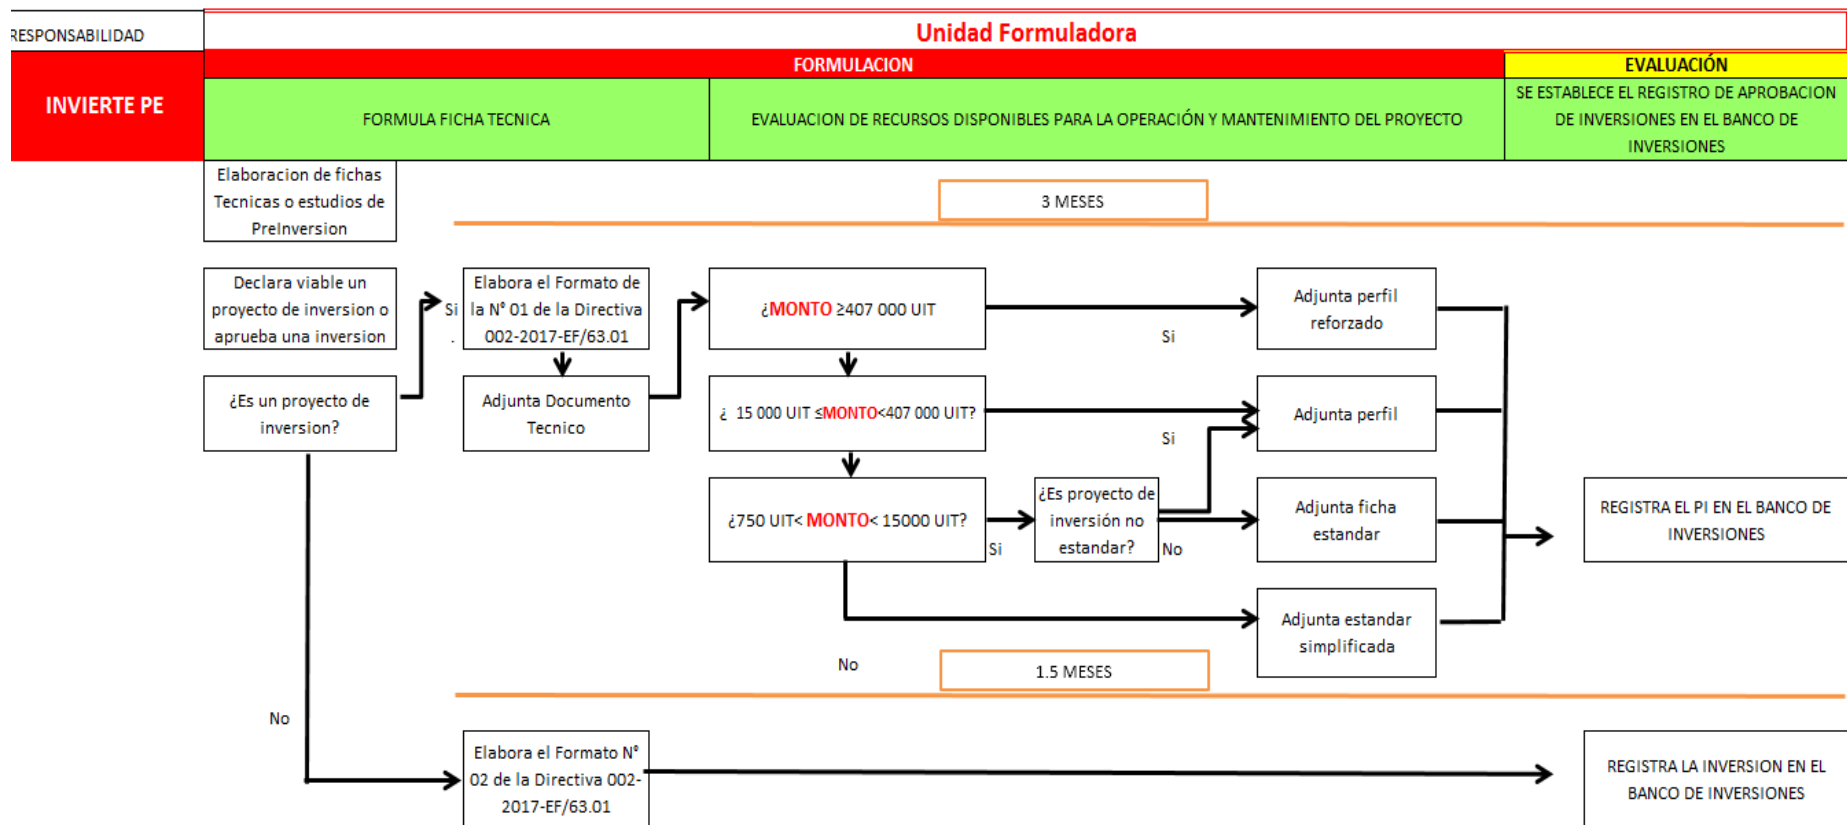 RESPONSABILIDAD
Unidad Formuladora
INVIERTE PE
FORMULACION
EVALUACIÓN
FORMULA FICHA TECNICA
EVALUACION DE RECURSOS DISPONIBLES PARA LA OPERACIÓN Y MANTENIMIENTO DEL PROYECTO
SE ESTABLECE EL REGISTRO DE APROBACION
DE INVERSIONES EN EL BANCO DE
INVERSIONES
Elaboracion de fichas
Tecnicas o estudios de
PreInversion
3 MESES
Declara viable un
proyecto de inversion o
aprueba una inversion
Si
.
Elabora el Formato de
la N° 01 de la Directiva
002-2017-EF/63.01
¿MONTO ≥407 000 UIT
Si
Adjunta perfil
reforzado
¿Es un proyecto de
inversion?
Adjunta Documento
Tecnico
¿ 15 000 UIT ≤MONTO<407 000 UIT?
Si
Adjunta perfil
¿750 UIT< MONTO< 15000 UIT?
Si
¿Es proyecto de
inversión no
estandar?
No
Adjunta ficha
estandar
REGISTRA EL PI EN EL BANCO DE
INVERSIONES
No
Adjunta estandar
simplificada
1.5 MESES
No
Elabora el Formato N°
02 de la Directiva 002-
2017-EF/63.01
REGISTRA LA INVERSION EN EL
BANCO DE INVERSIONES